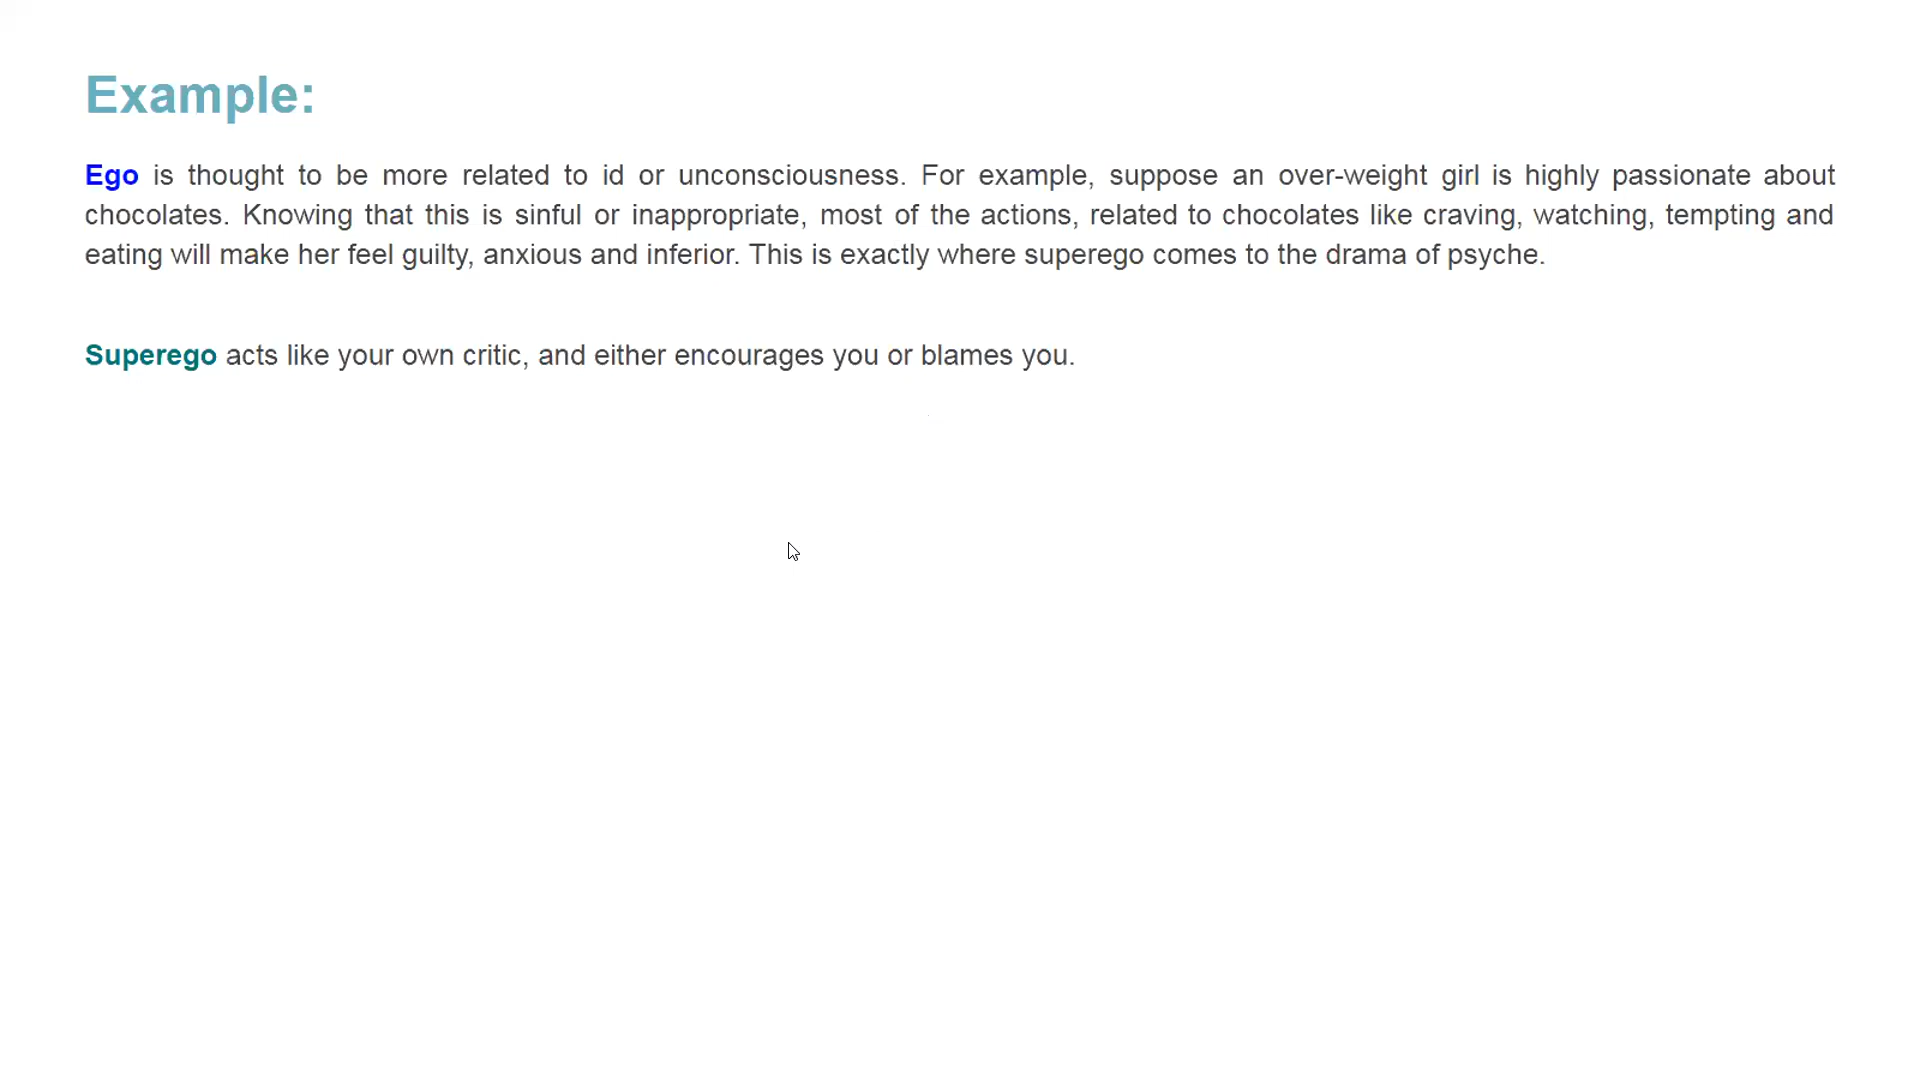 Example:
Ego is thought to be more related to id or unconsciousness. For example, suppose an over-weight girl is highly passionate about
chocolates. Knowing that this is sinful or inappropriate, most of the actions, related to chocolates like craving, watching, tempting and
eating will make her feel guilty, anxious and inferior. This is exactly where superego comes to the drama of psyche.
Superego acts like your own critic, and either encourages you or blames you.